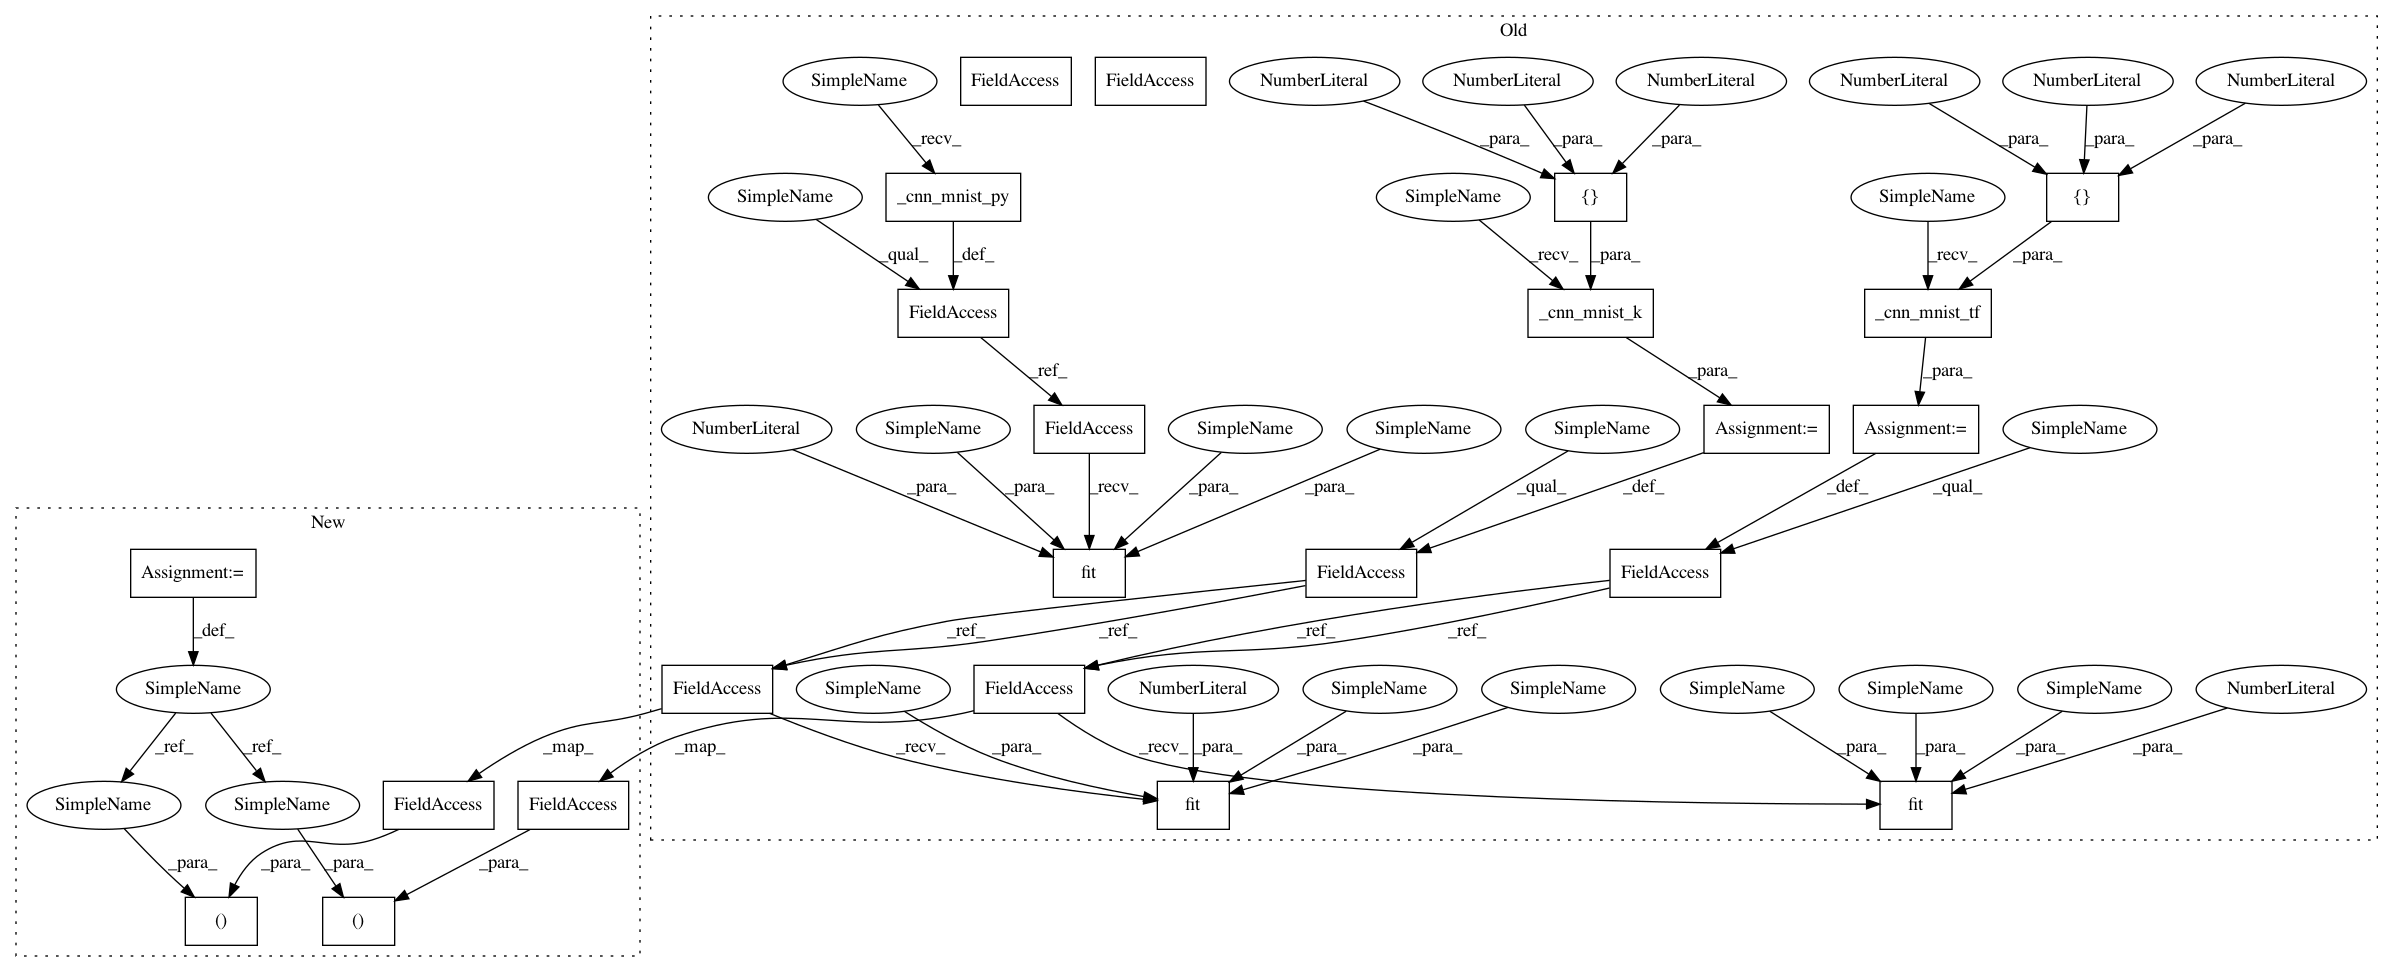 Old
SimpleName
FieldAccess
FieldAccess
NumberLiteral
NumberLiteral
NumberLiteral
NumberLiteral
NumberLiteral
NumberLiteral
_recv_
_para_
_para_
_para_
_para_
_para_
_para_
SimpleName
_cnn_mnist_py
SimpleName
{}
SimpleName
{}
_qual_
_def_
_recv_
_para_
_recv_
_para_
FieldAccess
_cnn_mnist_k
_cnn_mnist_tf
_ref_
_para_
_para_
NumberLiteral
SimpleName
FieldAccess
SimpleName
SimpleName
SimpleName
Assignment:=
Assignment:=
SimpleName
_para_
_para_
_recv_
_para_
_para_
_qual_
_def_
_def_
_qual_
New
Assignment:=
fit
FieldAccess
FieldAccess
_def_
_ref_
_ref_
_ref_
_ref_
SimpleName
FieldAccess
SimpleName
FieldAccess
NumberLiteral
SimpleName
SimpleName
SimpleName
SimpleName
SimpleName
NumberLiteral
_ref_
_ref_
_map_
_map_
_recv_
_para_
_recv_
_para_
_para_
_para_
_para_
_para_
_para_
_para_
SimpleName
SimpleName
FieldAccess
FieldAccess
fit
fit
_para_
_para_
_para_
_para_
()
()